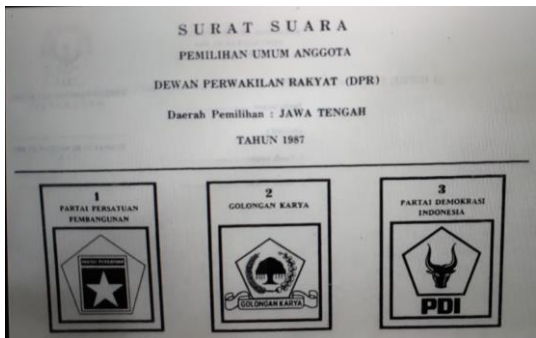 SURAT SUARA
PEMILIHAN UMUM ANGGOTA
DEWAN PERWAKILAN RAKYAT (DPR)
Daerah Pemilihan : JAWA TENGAH
TAHUN 1987
1
PARTAI PERSATUAN
PEMBANGUNAN
2
GOLONGAN KARYA
GOLONGAN KARYA
3
PARTAI DEMOKRASI
INDONESIA
PDI